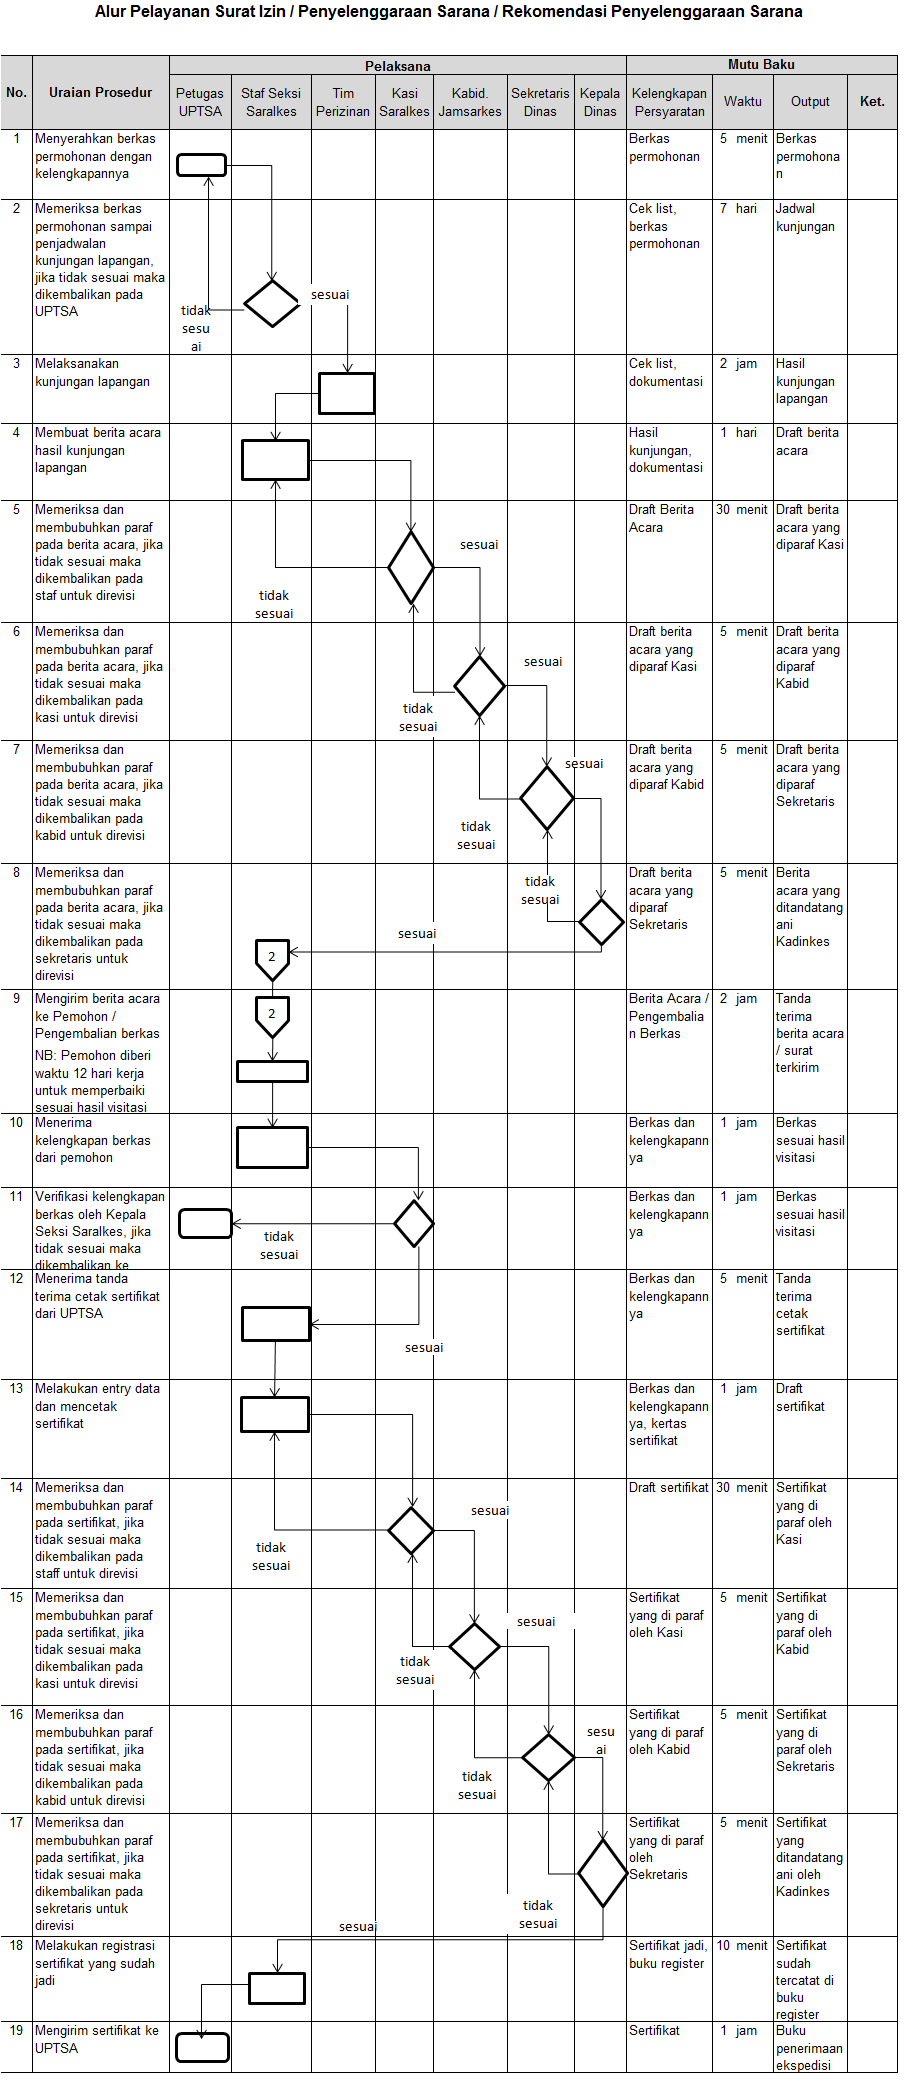 Alur Pelayanan Surat Izin / Penyelenggaraan Sarana / Rekomendasi Penyelenggaraan Sarana
No.
Uraian Prosedur
Pelaksana
Mutu Baku
Petugas
UPTSA
Staf Seksi
Saralkes
Tim
Perizinan
Kasi
Saralkes
Kabid.
Jamsarkes
Sekretaris
Dinas
Kepala
Dinas
Kelengkapan
Persyaratan
Waktu
Output
Ket.
1
Menyerahkan berkas
permohonan dengan
kelengkapannya
Berkas
permohonan
5 menit
Berkas
permohona
n
2
Memeriksa berkas
permohonan sampai
penjadwalan
kunjungan lapangan,
jika tidak sesuai maka
dikembalikan pada
UPTSA
tidak
sesu
ai
sesuai
Cek list,
berkas
permohonan
7 hari
Jadwal
kunjungan
3
Melaksanakan
kunjungan lapangan
Cek list,
dokumentasi
2 jam
Hasil
kunjungan
lapangan
4
Membuat berita acara
hasil kunjungan
lapangan
Hasil
kunjungan,
dokumentasi
1 hari
Draft berita
acara
5
Memeriksa dan
membubuhkan paraf
pada berita acara, jika
tidak sesuai maka
dikembalikan pada
staf untuk direvisi
tidak
sesuai
sesuai
Draft Berita
Acara
30 menit
Draft berita
acara yang
diparaf Kasi
6
Memeriksa dan
membubuhkan paraf
pada berita acara, jika
tidak sesuai maka
dikembalikan pada
kasi untuk direvisi
tidak
sesuai
sesuai
Draft berita
acara yang
diparaf Kasi
5 menit
Draft berita
acara yang
diparaf
Kabid
7
Memeriksa dan
membubuhkan paraf
pada berita acara, jika
tidak sesuai maka
dikembalikan pada
kabid untuk direvisi
tidak
sesuai
sesuai
Draft berita
acara yang
diparaf Kabid
5 menit
Draft berita
acara yang
diparaf
Sekretaris
8
Memeriksa dan
membubuhkan paraf
pada berita acara, jika
tidak sesuai maka
dikembalikan pada
sekretaris untuk
direvisi
tidak
sesuai
sesuai
2
Draft berita
acara yang
diparaf
Sekretaris
5 menit
Berita
acara yang
ditandatang
ani
Kadinkes
9
Mengirim berita acara
ke Pemohon /
Pengembalian berkas
NB: Pemohon diberi
waktu 12 hari kerja
untuk memperbaiki
sesuai hasil visitasi
2
Berita Acara /
Pengembalia
n Berkas
2 jam
Tanda
terima
berita acara
/ surat
terkirim
10
Menerima
kelengkapan berkas
dari pemohon
Berkas dan
kelengkapann
ya
1 jam
Berkas
sesuai hasil
visitasi
11
Verifikasi kelengkapan
berkas oleh Kepala
Seksi Saralkes, jika
tidak sesuai maka
dikembalikan ke
tidak
sesuai
Berkas dan
kelengkapann
ya
1 jam
Berkas
sesuai hasil
visitasi
12
Menerima tanda
terima cetak sertifikat
dari UPTSA
sesuai
Berkas dan
kelengkapann
ya
5 menit
Tanda
terima
cetak
sertifikat
13
Melakukan entry data
dan mencetak
sertifikat
Berkas dan
kelengkapann
ya, kertas
sertifikat
1 jam
Draft
sertifikat
14
Memeriksa dan
membubuhkan paraf
pada sertifikat, jika
tidak sesuai maka
dikembalikan pada
staff untuk direvisi
tidak
sesuai
sesuai
Draft sertifikat
30 menit
Sertifikat
yang di
paraf oleh
Kasi
15
Memeriksa dan
membubuhkan paraf
pada sertifikat, jika
tidak sesuai maka
dikembalikan pada
kasi untuk direvisi
tidak
sesuai
sesuai
Sertifikat
yang di paraf
oleh Kasi
5 menit
Sertifikat
yang di
paraf oleh
Kabid
16
Memeriksa dan
membubuhkan paraf
pada sertifikat, jika
tidak sesuai maka
dikembalikan pada
kabid untuk direvisi
tidak
sesuai
sesu
ai
Sertifikat
yang di paraf
oleh Kabid
5 menit
Sertifikat
yang di
paraf oleh
Sekretaris
17
Memeriksa dan
membubuhkan paraf
pada sertifikat, jika
tidak sesuai maka
dikembalikan pada
sekretaris untuk
direvisi
tidak
sesuai
sesuai
Sertifikat
yang di paraf
oleh
Sekretaris
5 menit
Sertifikat
yang
ditandatang
ani oleh
Kadinkes
18
Melakukan registrasi
sertifikat yang sudah
jadi
Sertifikat jadi,
buku register
10 menit
Sertifikat
sudah
tercatat di
buku
register
19
Mengirim sertifikat ke
UPTSA
Sertifikat
1 jam
Buku
penerimaan
ekspedisi